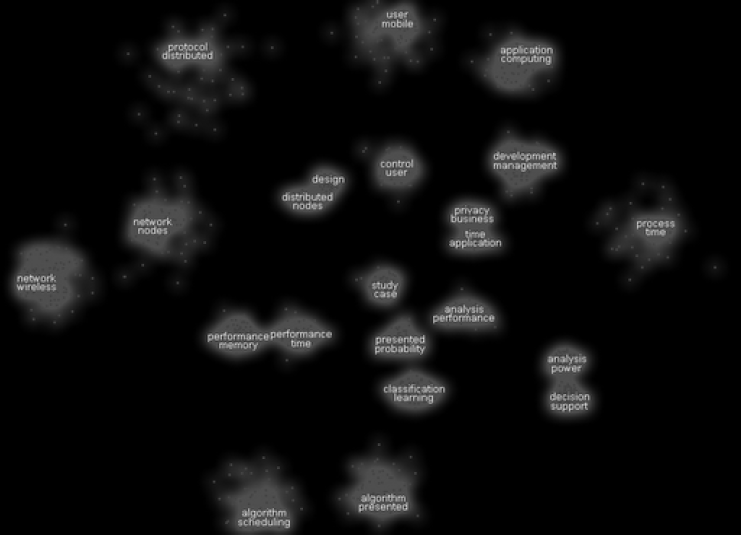 user
mobile
protocol
distributed
application
computing
development
management
control
user
design
distributed
nodes
privacy
business
network
nodes
process
time
time
application
network
wireless
study
case
analysis
performance
performance
memory
performance
time
presented
probability
analysis
power
classification
learning
decision
support
algorithm
presented
algorithm
scheduling